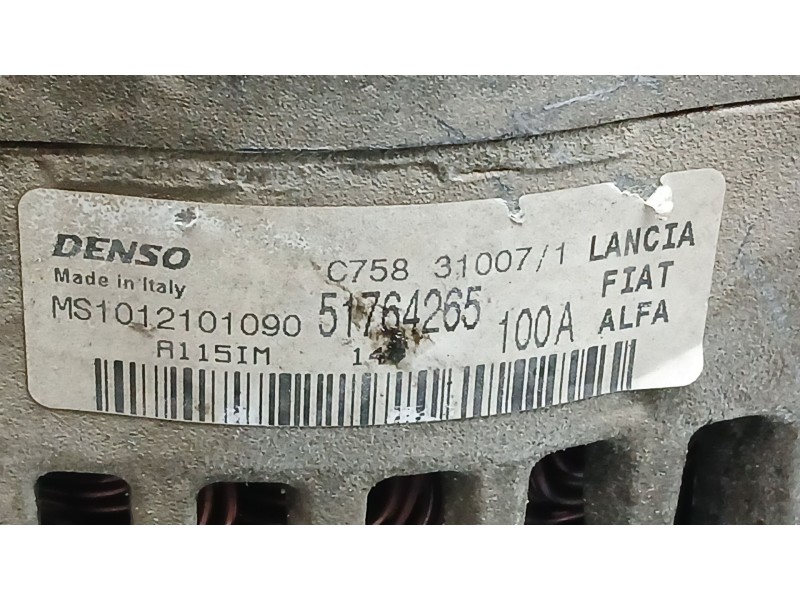 DENSO
Made in Italy
C758 31007/1
LANCIA
FIAT
ALFA
MS1012101090
51764265
100A
A115IM